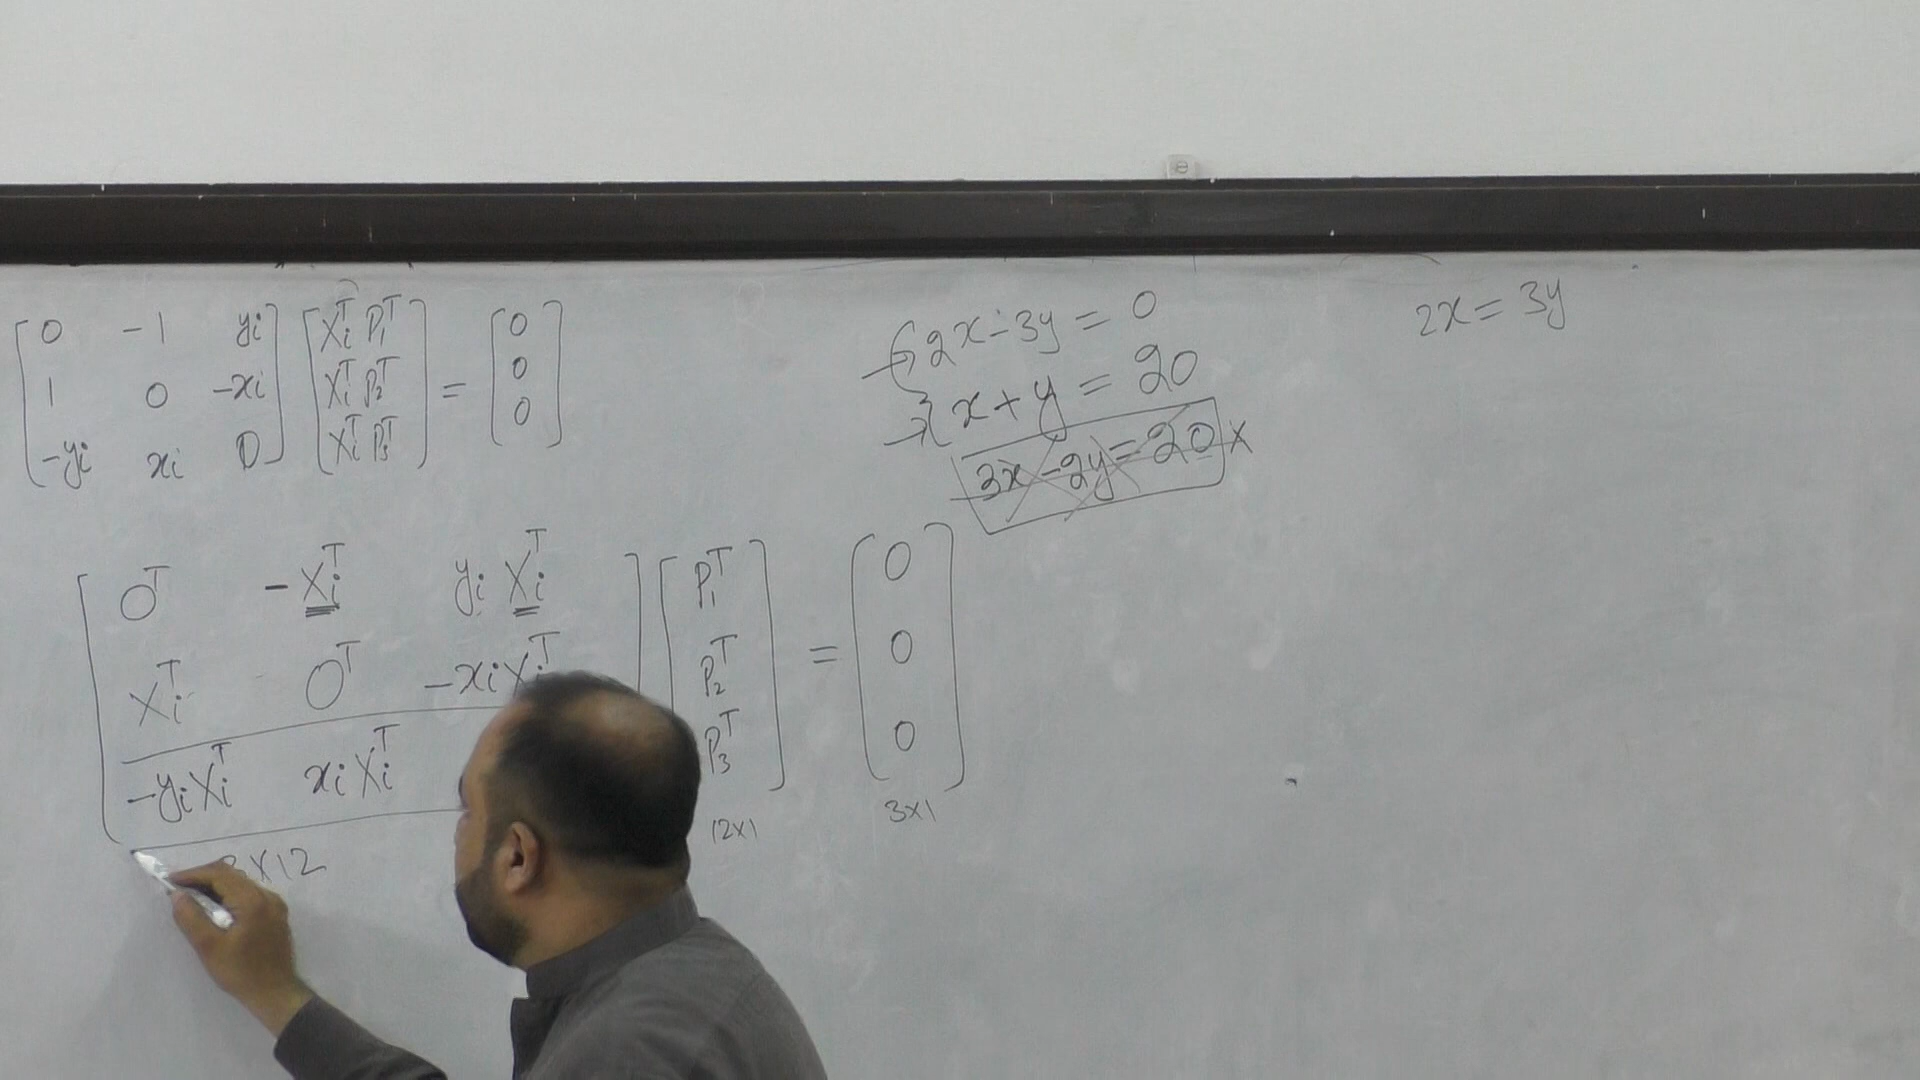 0 -1 yi Xi^T P1^T 0
1 0 -xi Xi^T P2^T = 0
-yi xi 0 Xi^T P3^T 0
0^T -Xi^T yi Xi^T P1^T 0
Xi^T 0^T -xi Xi^T P2^T = 0
-yi Xi^T xi Xi^T P3^T 0
3x12 12x1 3x1
2x-3y = 0
x+y = 20
3x-2y=20 x
2x = 3y